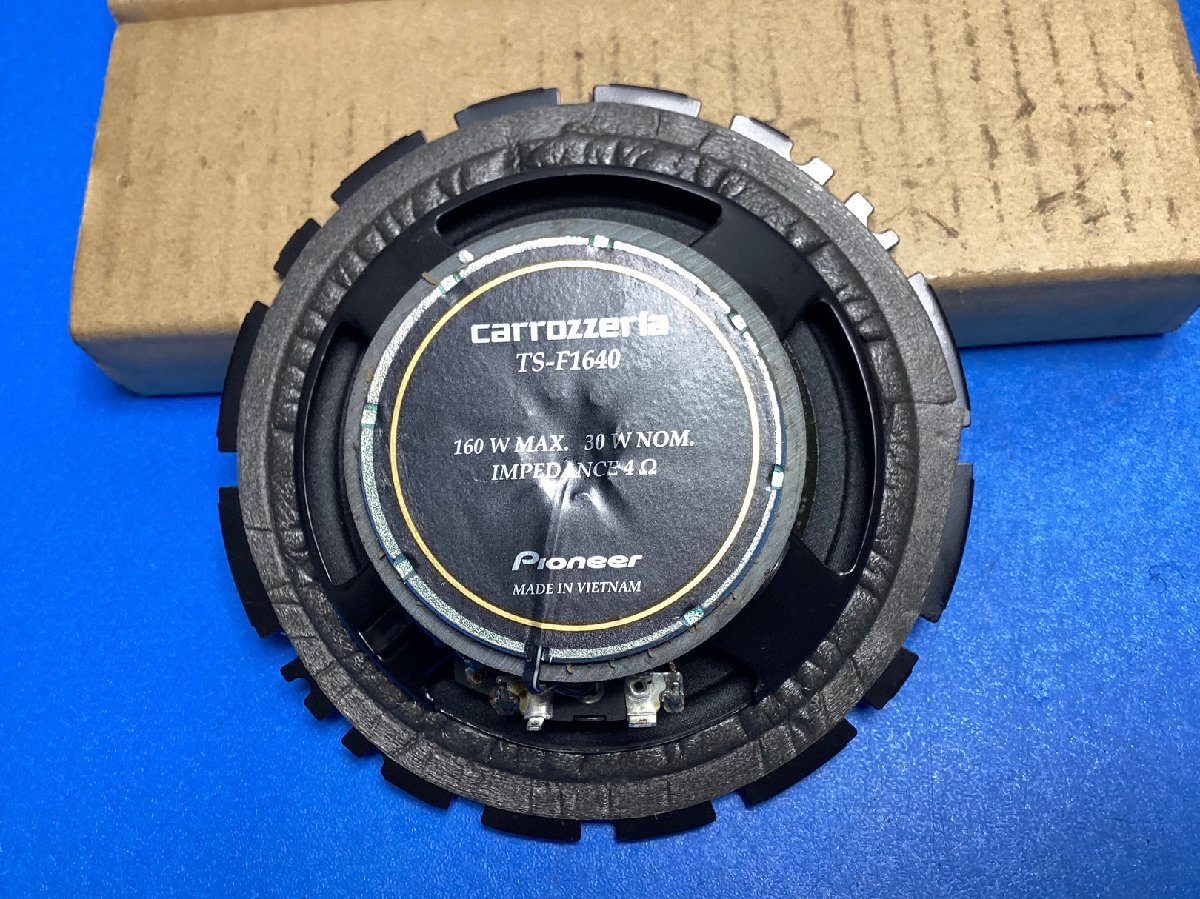 carrozzeria
TS-F1640
160 W MAX. 30 W NOM.
IMPEDANCE 4 Ω
Pioneer
MADE IN VIETNAM